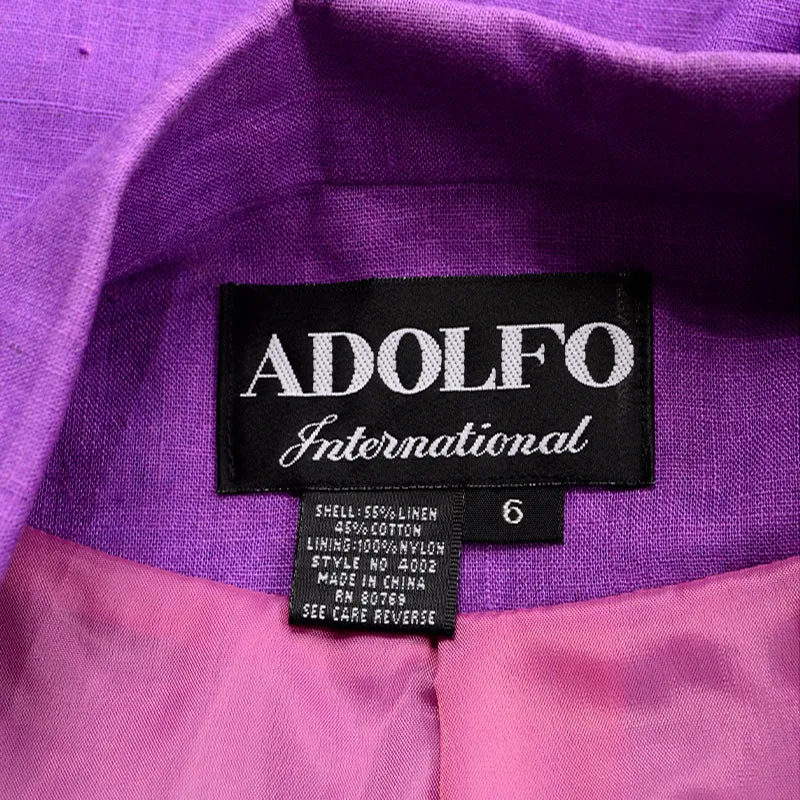 ADOLFO
International
6
SHELL: 55% LINEN
45% COTTON
LINING: 100% NYLON
STYLE NO 4002
MADE IN CHINA
RN 80769
SEE CARE REVERSE